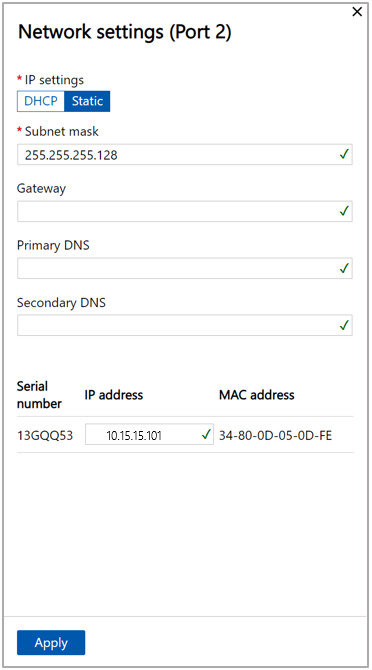 Network settings (Port 2)
* IP settings
DHCP Static
* Subnet mask
255.255.255.128
Gateway
Primary DNS
Secondary DNS
Serial number IP address MAC address
13GQQ53 10.15.15.101 34-80-0D-05-0D-FE
Apply